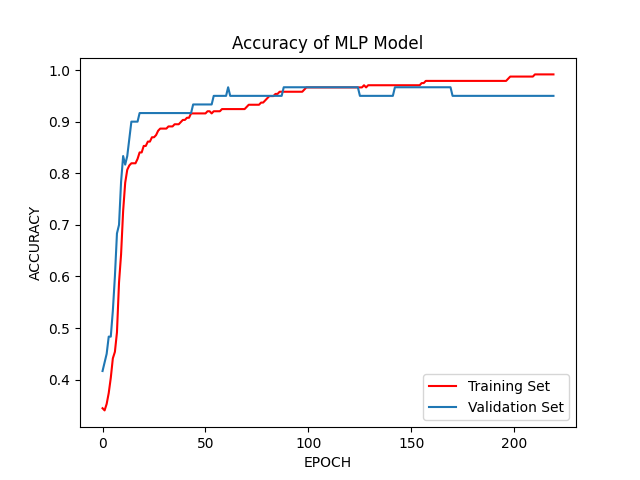 Accuracy of MLP Model
1.0
0.9
0.8
0.7
0.6
0.5
0.4
ACCURACY
0
50
100
150
200
EPOCH
Training Set
Validation Set